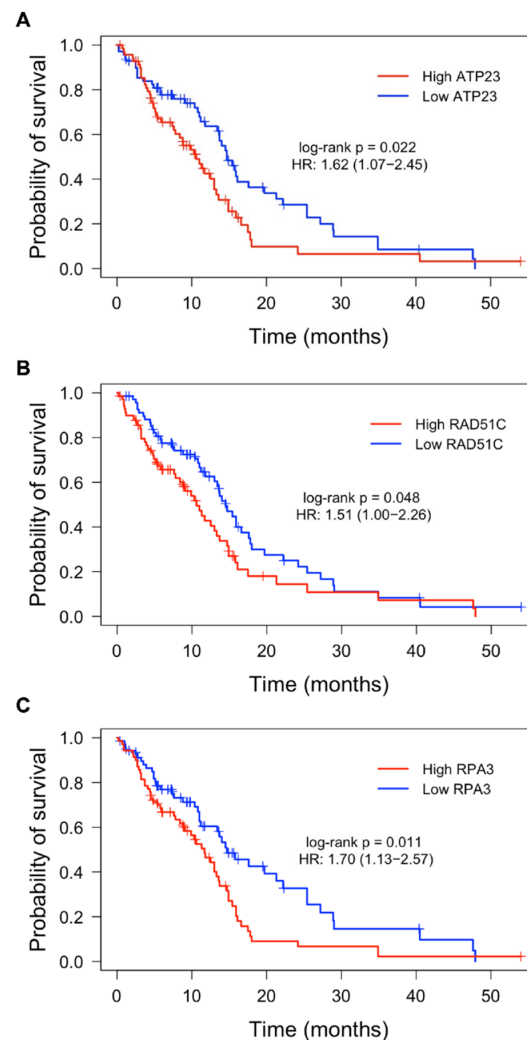 A
Probability of survival
1.0
0.8
0.6
0.4
0.2
0.0
High ATP23
Low ATP23
log-rank p = 0.022
HR: 1.62 (1.07−2.45)
0 10 20 30 40 50
Time (months)
B
Probability of survival
1.0
0.8
0.6
0.4
0.2
0.0
High RAD51C
Low RAD51C
log-rank p = 0.048
HR: 1.51 (1.00−2.26)
0 10 20 30 40 50
Time (months)
C
Probability of survival
1.0
0.8
0.6
0.4
0.2
0.0
High RPA3
Low RPA3
log-rank p = 0.011
HR: 1.70 (1.13−2.57)
0 10 20 30 40 50
Time (months)